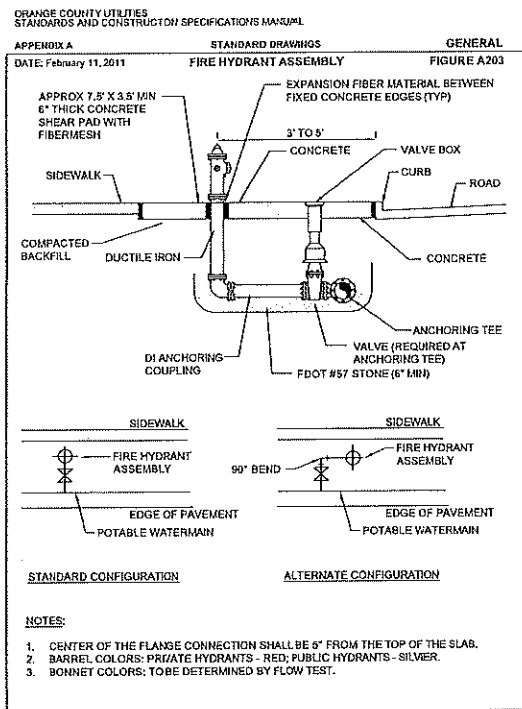 ORANGE COUNTY UTILITIES
STANDARDS AND CONSTRUCTON SPECIFICATIONS MANUAL
APPENDIX A
STANDARD DRAWINGS
GENERAL
DATE: February 11, 2011
FIRE HYDRANT ASSEMBLY
FIGURE A203
EXPANSION FIBER MATERIAL BETWEEN
FIXED CONCRETE EDGES (TYP)
APPROX 7.5' X 3.5' MIN
6" THICK CONCRETE
SHEAR PAD WITH
FIBERMESH
3' TO 5'
CONCRETE
VALVE BOX
SIDEWALK
CURB
ROAD
COMPACTED
BACKFILL
DUCTILE IRON
CONCRETE
ANCHORING
TEE
DI ANCHORING
COUPLING
VALVE (REQUIRED AT
ANCHORING TEE)
FDOT #57 STONE (6" MIN)
SIDEWALK
FIRE HYDRANT
ASSEMBLY
EDGE OF PAVEMENT
POTABLE WATERMAIN
STANDARD CONFIGURATION
SIDEWALK
90° BEND
FIRE HYDRANT
ASSEMBLY
EDGE OF PAVEMENT
POTABLE WATERMAIN
ALTERNATE CONFIGURATION
NOTES:
1. CENTER OF THE FLANGE CONNECTION SHALL BE 6" FROM THE TOP OF THE SLAB.
2. BARREL COLORS: PRIVATE HYDRANTS - RED; PUBLIC HYDRANTS - SILVER.
3. BONNET COLORS: TO BE DETERMINED BY FLOW TEST.